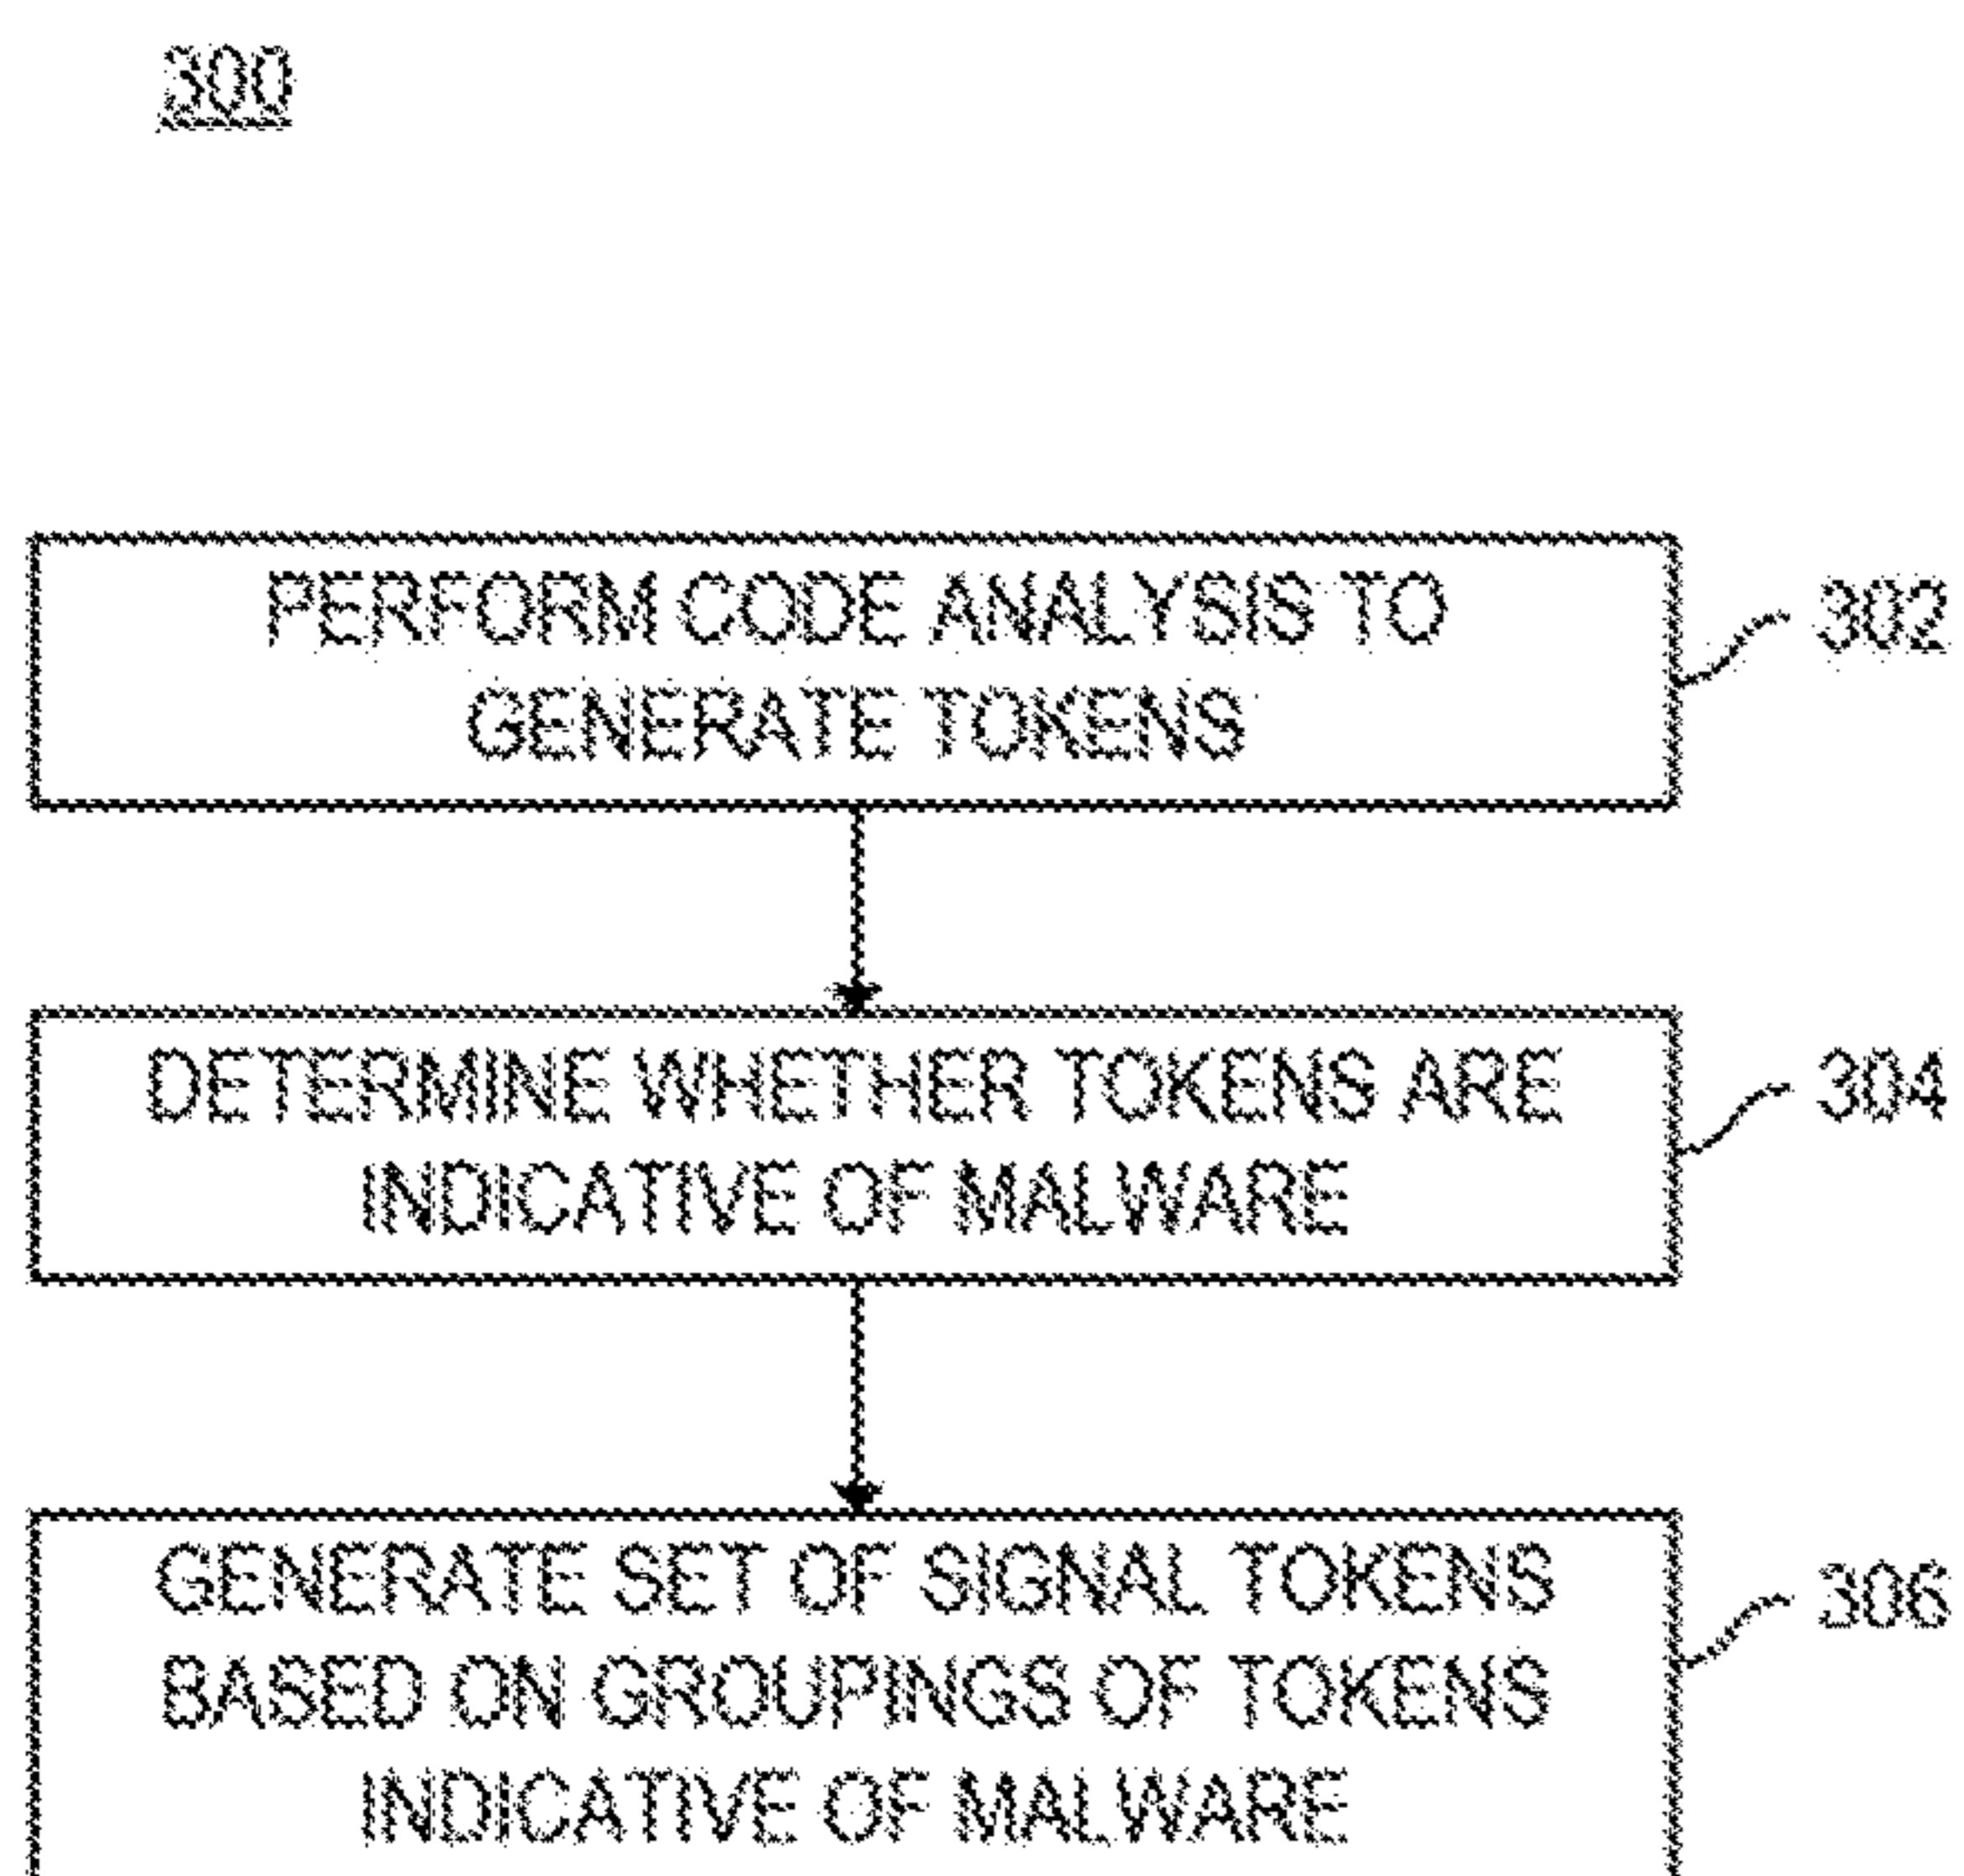 300
PERFORM CODE ANALYSIS TO
GENERATE TOKENS
302
DETERMINE WHETHER TOKENS ARE
INDICATIVE OF MALWARE
304
GENERATE SET OF SIGNAL TOKENS
BASED ON GROUPINGS OF TOKENS
INDICATIVE OF MALWARE
306